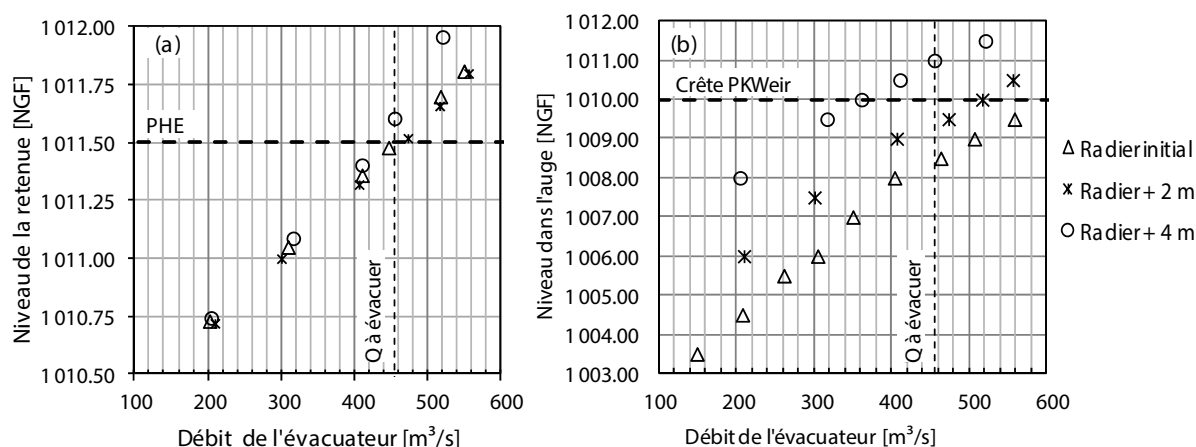 (a)
1 012.00
1 011.75
1 011.50
1 011.25
1 011.00
1 010.75
1 010.50
Niveau de la retenue [NGF]
PHE
Q à évacuer
100 200 300 400 500 600
Débit de l'évacuateur [m³/s]
(b)
1 012.00
1 011.00
1 010.00
1 009.00
1 008.00
1 007.00
1 006.00
1 005.00
1 004.00
1 003.00
Niveau dans l'auge [NGF]
Crête PKWeir
Q à évacuer
100 200 300 400 500 600
Débit de l'évacuateur [m³/s]
Radier initial
Radier + 2 m
Radier + 4 m